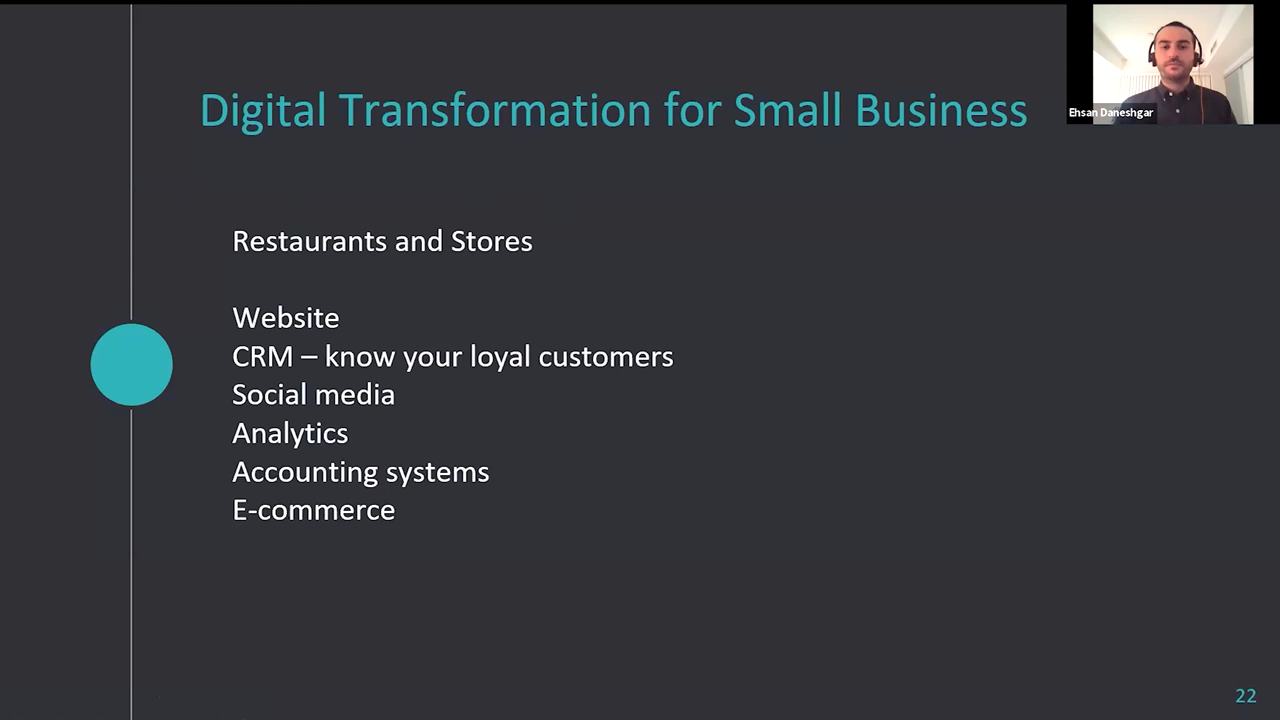 Digital Transformation for Small Business
Ehsan Daneshgar
Restaurants and Stores
Website
CRM – know your loyal customers
Social media
Analytics
Accounting systems
E-commerce
22